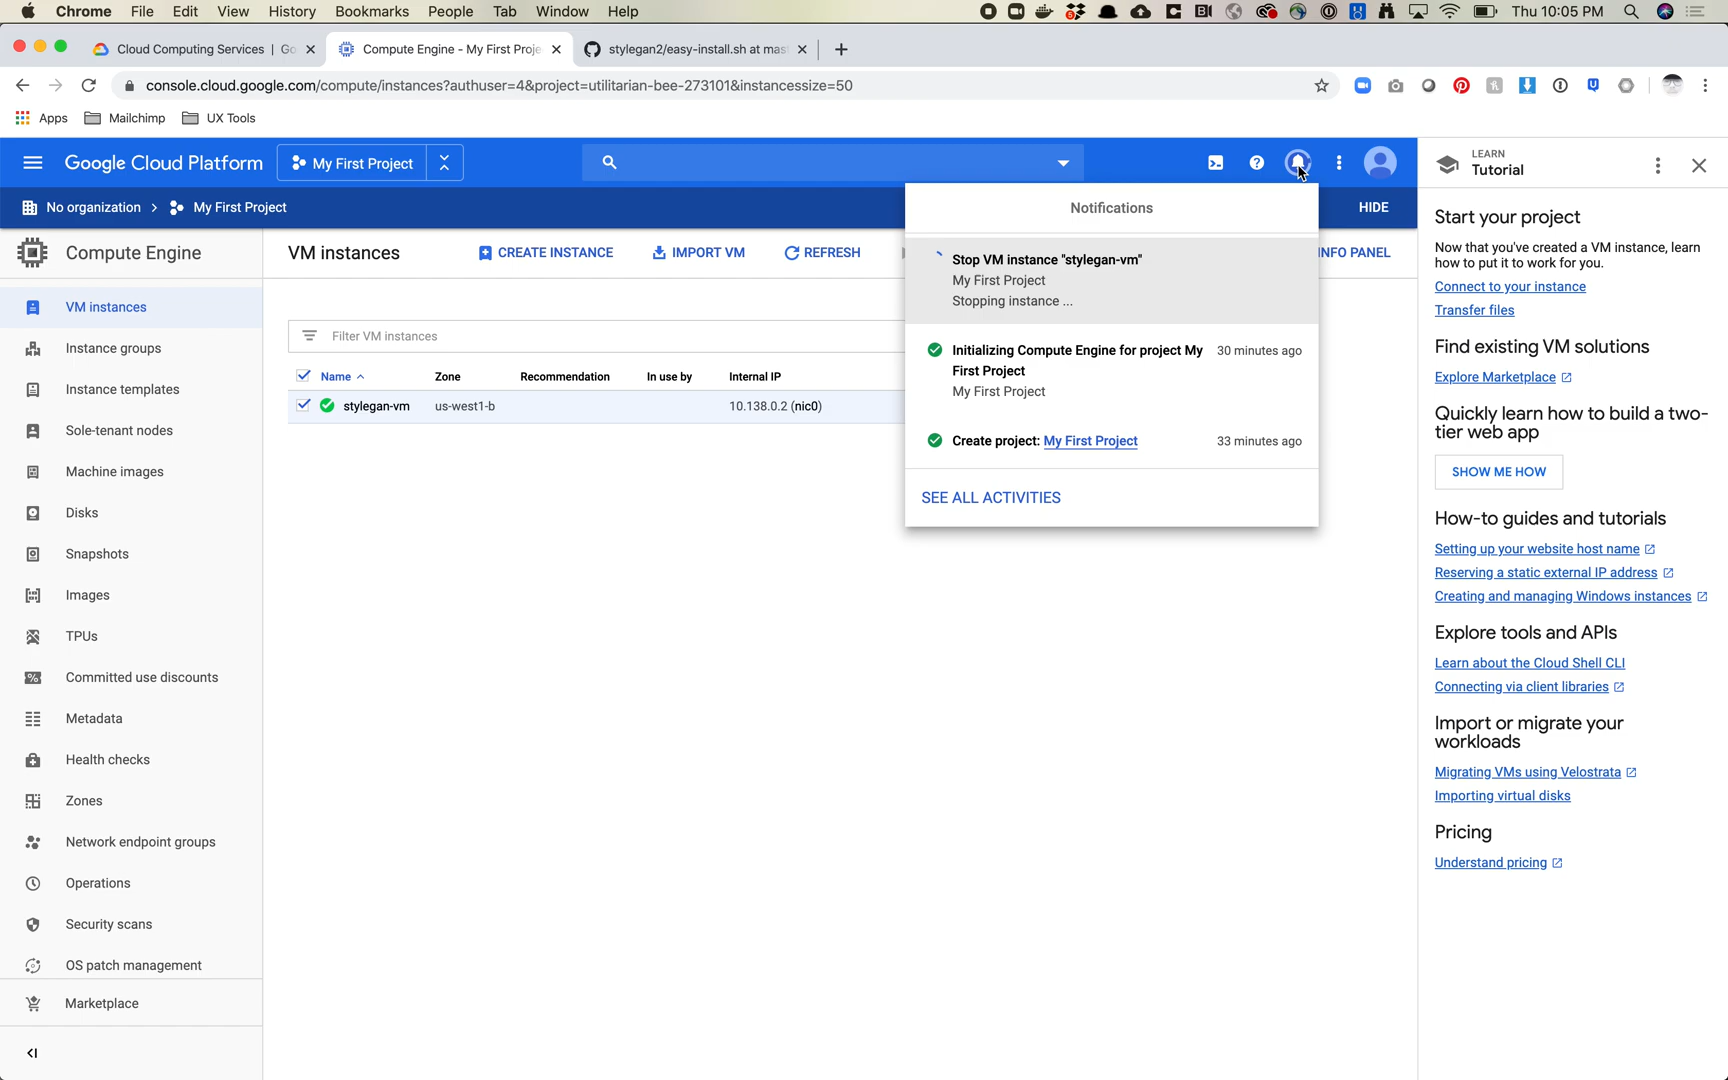 Chrome File Edit View History Bookmarks People Tab Window Help Thu 10:05 PM
Cloud Computing Services | Go
Compute Engine - My First Proje
stylegan2/easy-install.sh at mas
console.cloud.google.com/compute/instances?authuser=4&project=utilitarian-bee-273101&instancessize=50
Apps Mailchimp UX Tools
Google Cloud Platform My First Project
No organization My First Project HIDE
Compute Engine
VM instances
Instance groups
Instance templates
Sole-tenant nodes
Machine images
Disks
Snapshots
Images
TPUs
Committed use discounts
Metadata
Health checks
Zones
Network endpoint groups
Operations
Security scans
OS patch management
Marketplace
VM instances CREATE INSTANCE IMPORT VM REFRESH INFO PANEL
Filter VM instances
Name Zone Recommendation In use by Internal IP
stylegan-vm us-west1-b 10.138.0.2 (nic0)
Notifications
Stop VM instance "stylegan-vm"
My First Project
Stopping instance ...
Initializing Compute Engine for project My 30 minutes ago
First Project
My First Project
Create project: My First Project 33 minutes ago
SEE ALL ACTIVITIES
LEARN
Tutorial
Start your project
Now that you've created a VM instance, learn
how to put it to work for you.
Connect to your instance
Transfer files
Find existing VM solutions
Explore Marketplace
Quickly learn how to build a two-
tier web app
SHOW ME HOW
How-to guides and tutorials
Setting up your website host name
Reserving a static external IP address
Creating and managing Windows instances
Explore tools and APIs
Learn about the Cloud Shell CLI
Connecting via client libraries
Import or migrate your
workloads
Migrating VMs using Velostrata
Importing virtual disks
Pricing
Understand pricing